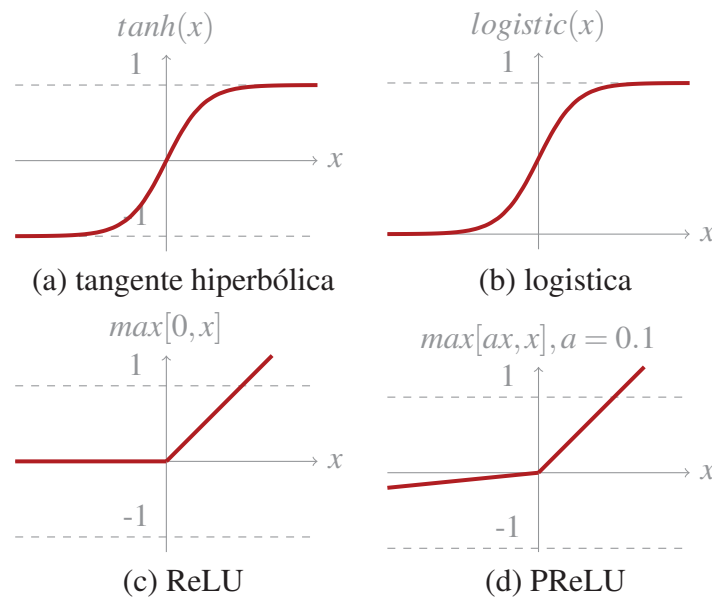 tanh(x)
1
x
-1
(a) tangente hiperbólica
logistic(x)
1
x
(b) logistica
max[0,x]
1
x
-1
(c) ReLU
max[ax,x],a = 0.1
1
x
-1
(d) PReLU